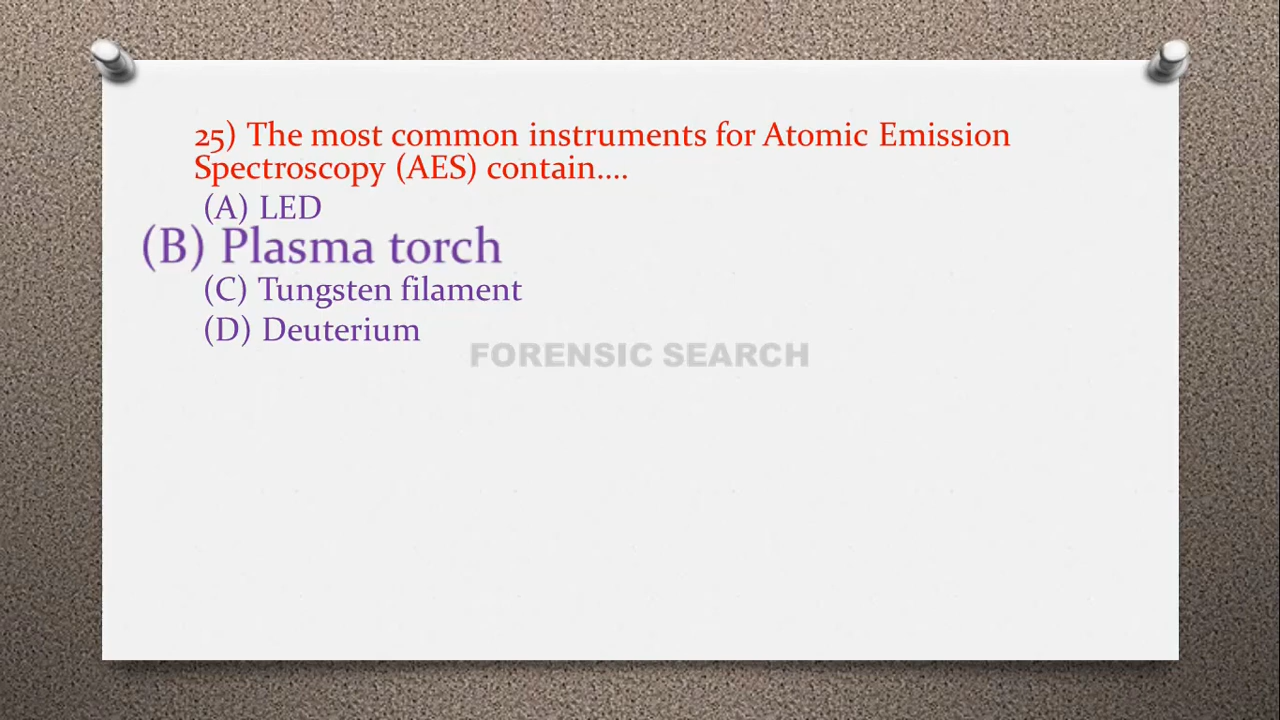 25) The most common instruments for Atomic Emission
Spectroscopy (AES) contain....
(A) LED
(B) Plasma torch
(C) Tungsten filament
(D) Deuterium
FORENSIC SEARCH